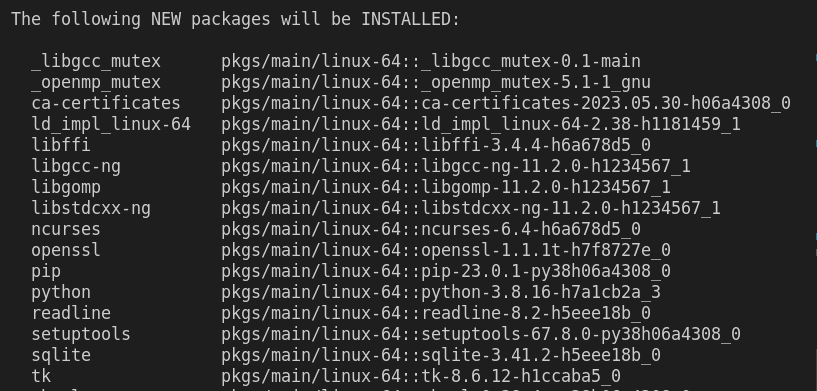 The following NEW packages will be INSTALLED:
_libgcc_mutex pkgs/main/linux-64::_libgcc_mutex-0.1-main
_openmp_mutex pkgs/main/linux-64::_openmp_mutex-5.1-1_gnu
ca-certificates pkgs/main/linux-64::ca-certificates-2023.05.30-h06a4308_0
ld_impl_linux-64 pkgs/main/linux-64::ld_impl_linux-64-2.38-h1181459_1
libffi pkgs/main/linux-64::libffi-3.4.4-h6a678d5_0
libgcc-ng pkgs/main/linux-64::libgcc-ng-11.2.0-h1234567_1
libgomp pkgs/main/linux-64::libgomp-11.2.0-h1234567_1
libstdcxx-ng pkgs/main/linux-64::libstdcxx-ng-11.2.0-h1234567_1
ncurses pkgs/main/linux-64::ncurses-6.4-h6a678d5_0
openssl pkgs/main/linux-64::openssl-1.1.1t-h7f8727e_0
pip pkgs/main/linux-64::pip-23.0.1-py38h06a4308_0
python pkgs/main/linux-64::python-3.8.16-h7a1cb2a_3
readline pkgs/main/linux-64::readline-8.2-h5eee18b_0
setuptools pkgs/main/linux-64::setuptools-67.8.0-py38h06a4308_0
sqlite pkgs/main/linux-64::sqlite-3.41.2-h5eee18b_0
tk pkgs/main/linux-64::tk-8.6.12-h1ccaba5_0